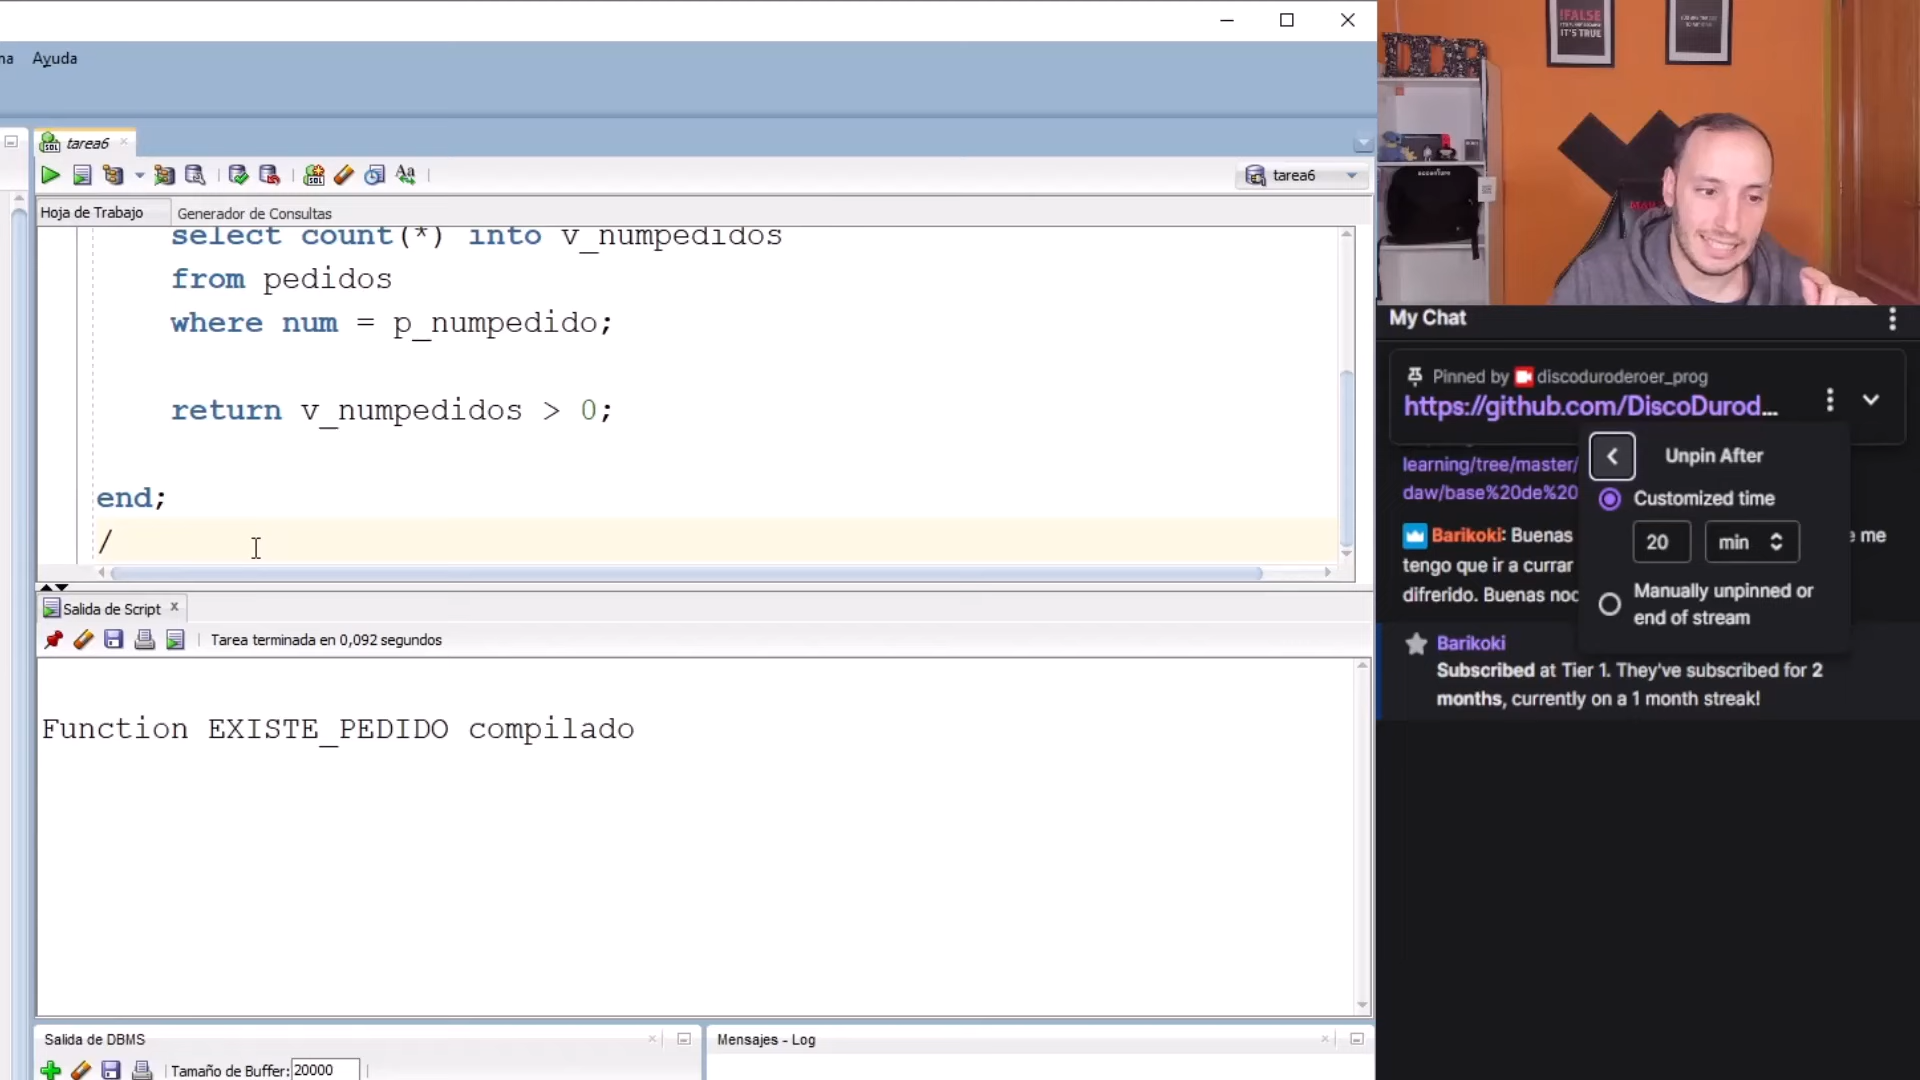 na Ayuda
tarea6
tarea6
Hoja de Trabajo
Generador de Consultas
select count(*) into v_numpedidos
from pedidos
where num = p_numpedido;
return v_numpedidos > 0;
end;
/
Salida de Script
Tarea terminada en 0,092 segundos
Function EXISTE_PEDIDO compilado
Salida de DBMS
Tamaño de Buffer: 20000
Mensajes - Log
!FALSE
IT'S TRUE
accenture
My Chat
Pinned by discoduroderoer_prog
https://github.com/DiscoDurod...
learning/tree/master/
daw/base%20de%20
Barikoki: Buenas
e me
tengo que ir a currar
difrerido. Buenas noc
Unpin After
Customized time
20 min
Manually unpinned or
end of stream
Barikoki
Subscribed at Tier 1. They've subscribed for 2
months, currently on a 1 month streak!